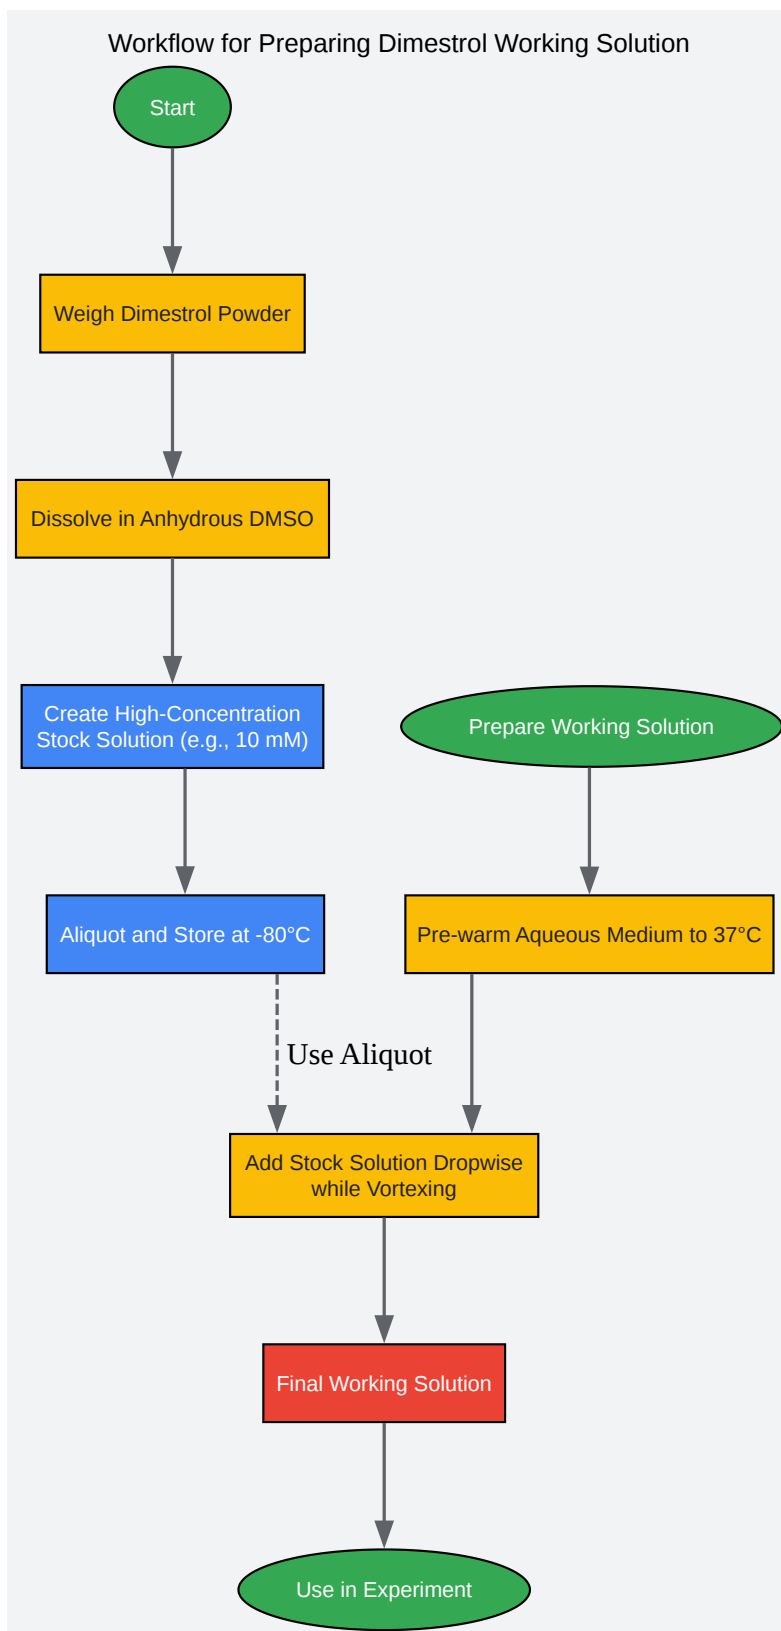 Workflow for Preparing Dimestrol Working Solution
Start
Weigh Dimestrol Powder
Dissolve in Anhydrous DMSO
Create High-Concentration
Stock Solution (e.g., 10 mM)
Prepare Working Solution
Aliquot and Store at -80°C
Pre-warm Aqueous Medium to 37°C
Use Aliquot
Add Stock Solution Dropwise
while Vortexing
Final Working Solution
Use in Experiment